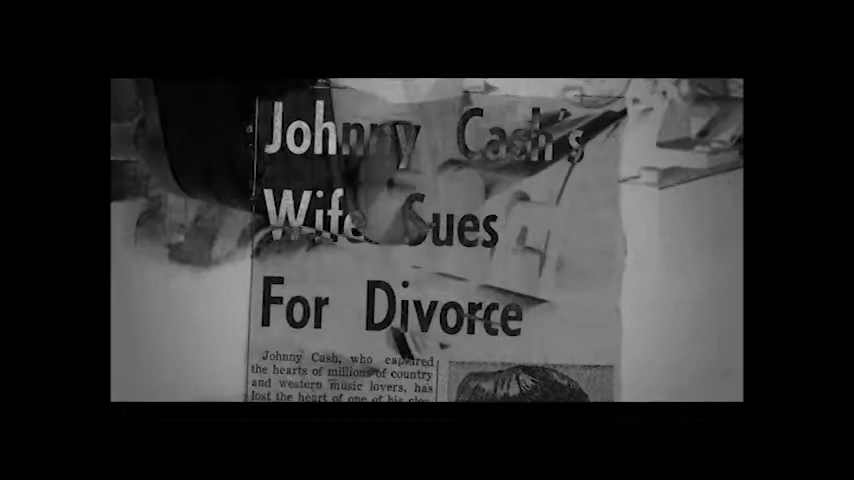 Johnny Cash's
Wife Sues
For Divorce
Johnny Cash, who captured
the hearts of millions of country
and western music lovers, has
lost the heart of one of his